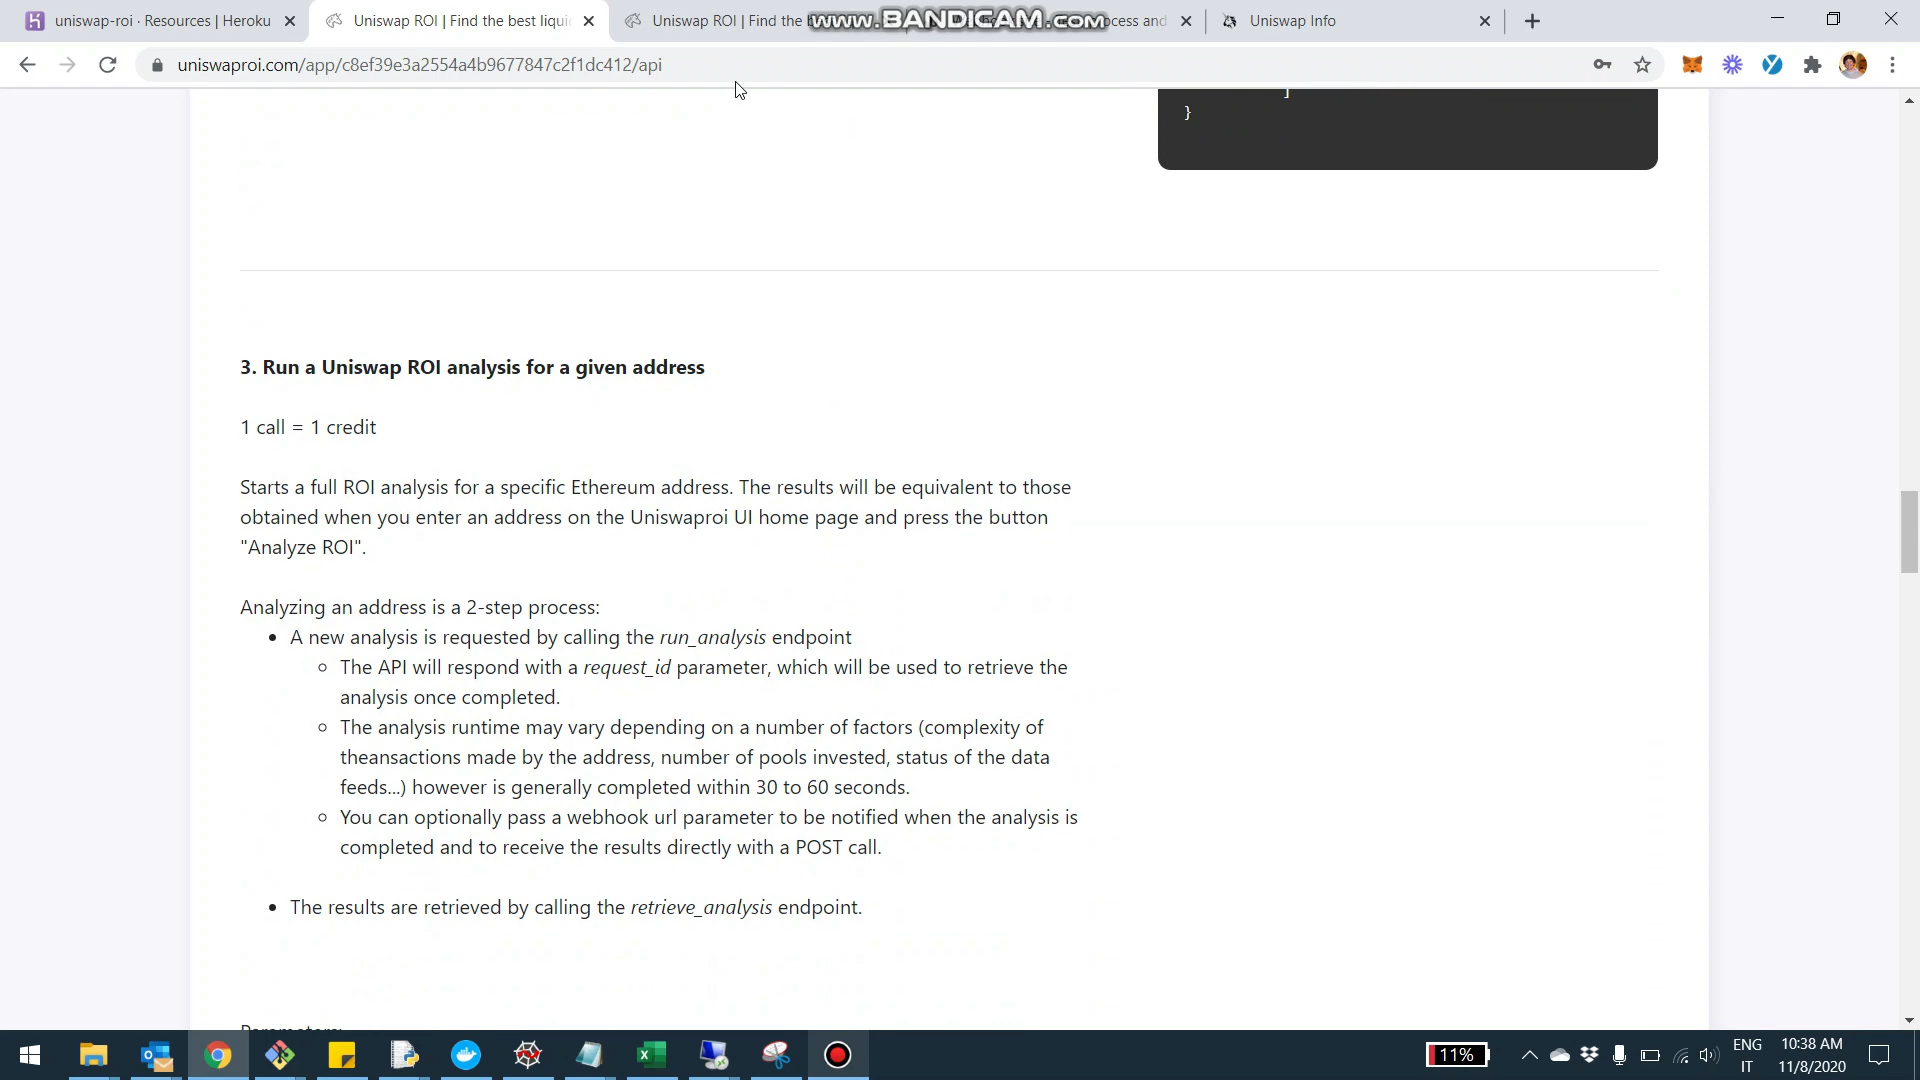 uniswap-roi · Resources | Heroku
Uniswap ROI | Find the best liqui
Uniswap ROI | Find the
www.BANDICAM.com
ocess and
Uniswap Info
uniswaproi.com/app/c8ef39e3a2554a4b9677847c2f1dc412/api
]
}
3. Run a Uniswap ROI analysis for a given address
1 call = 1 credit
Starts a full ROI analysis for a specific Ethereum address. The results will be equivalent to those
obtained when you enter an address on the Uniswaproi UI home page and press the button
"Analyze ROI".
Analyzing an address is a 2-step process:
A new analysis is requested by calling the run_analysis endpoint
The API will respond with a request_id parameter, which will be used to retrieve the
analysis once completed.
The analysis runtime may vary depending on a number of factors (complexity of
theansactions made by the address, number of pools invested, status of the data
feeds...) however is generally completed within 30 to 60 seconds.
You can optionally pass a webhook url parameter to be notified when the analysis is
completed and to receive the results directly with a POST call.
The results are retrieved by calling the retrieve_analysis endpoint.
Parameters:
11%
ENG
IT
10:38 AM
11/8/2020